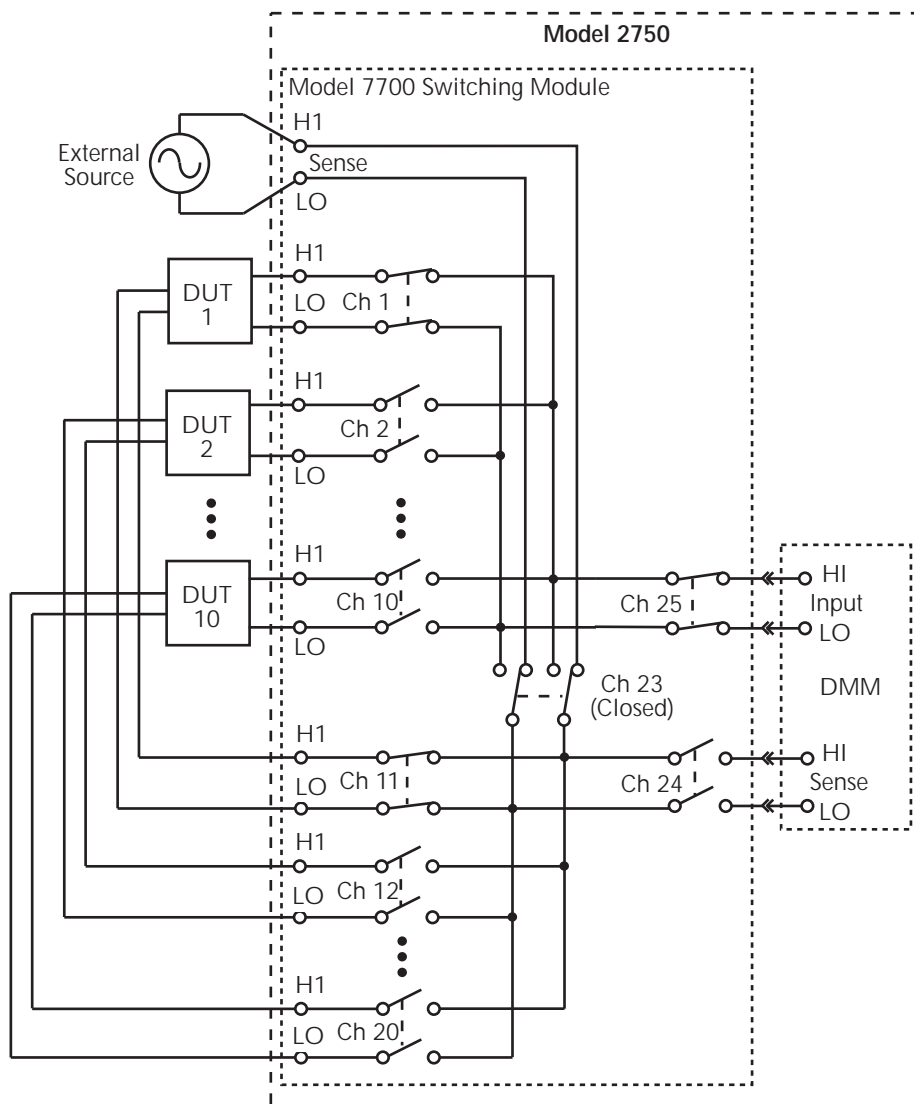 Model 2750
Model 7700 Switching Module
H1
External
Source
Sense
LO
H1
DUT
1
LO
Ch 1
H1
DUT
2
Ch 2
LO
H1
DUT
10
Ch 10
LO
Ch 25
HI
Input
LO
Ch 23
(Closed)
DMM
H1
LO
Ch 11
Ch 24
HI
Sense
LO
H1
LO
Ch 12
H1
LO
Ch 20